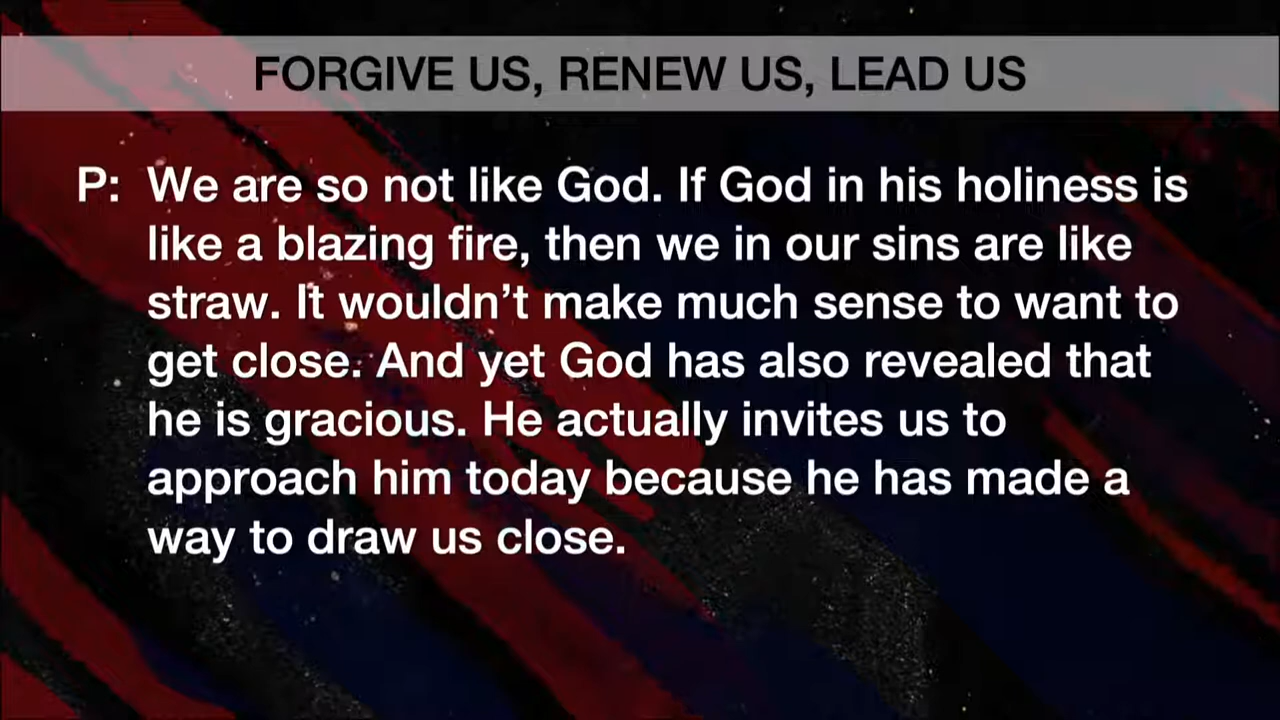 FORGIVE US, RENEW US, LEAD US
P: We are so not like God. If God in his holiness is
like a blazing fire, then we in our sins are like
straw. It wouldn’t make much sense to want to
get close. And yet God has also revealed that
he is gracious. He actually invites us to
approach him today because he has made a
way to draw us close.